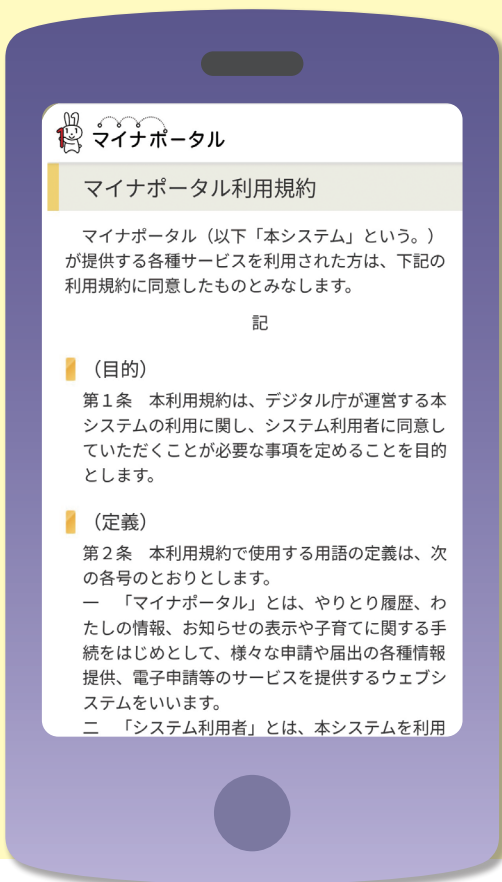 マイナポータル
マイナポータル利用規約
マイナポータル（以下「本システム」という。）
が提供する各種サービスを利用された方は、下記の
利用規約に同意したものとみなします。
記
（目的）
第１条　本利用規約は、デジタル庁が運営する本
システムの利用に関し、システム利用者に同意し
ていただくことが必要な事項を定めることを目的
とします。
（定義）
第２条　本利用規約で使用する用語の定義は、次
の各号のとおりとします。
一　「マイナポータル」とは、やりとり履歴、わ
たしの情報、お知らせの表示や子育てに関する手
続をはじめとして、様々な申請や届出の各種情報
提供、電子申請等のサービスを提供するウェブシ
ステムをいいます。
二　「システム利用者」とは、本システムを利用